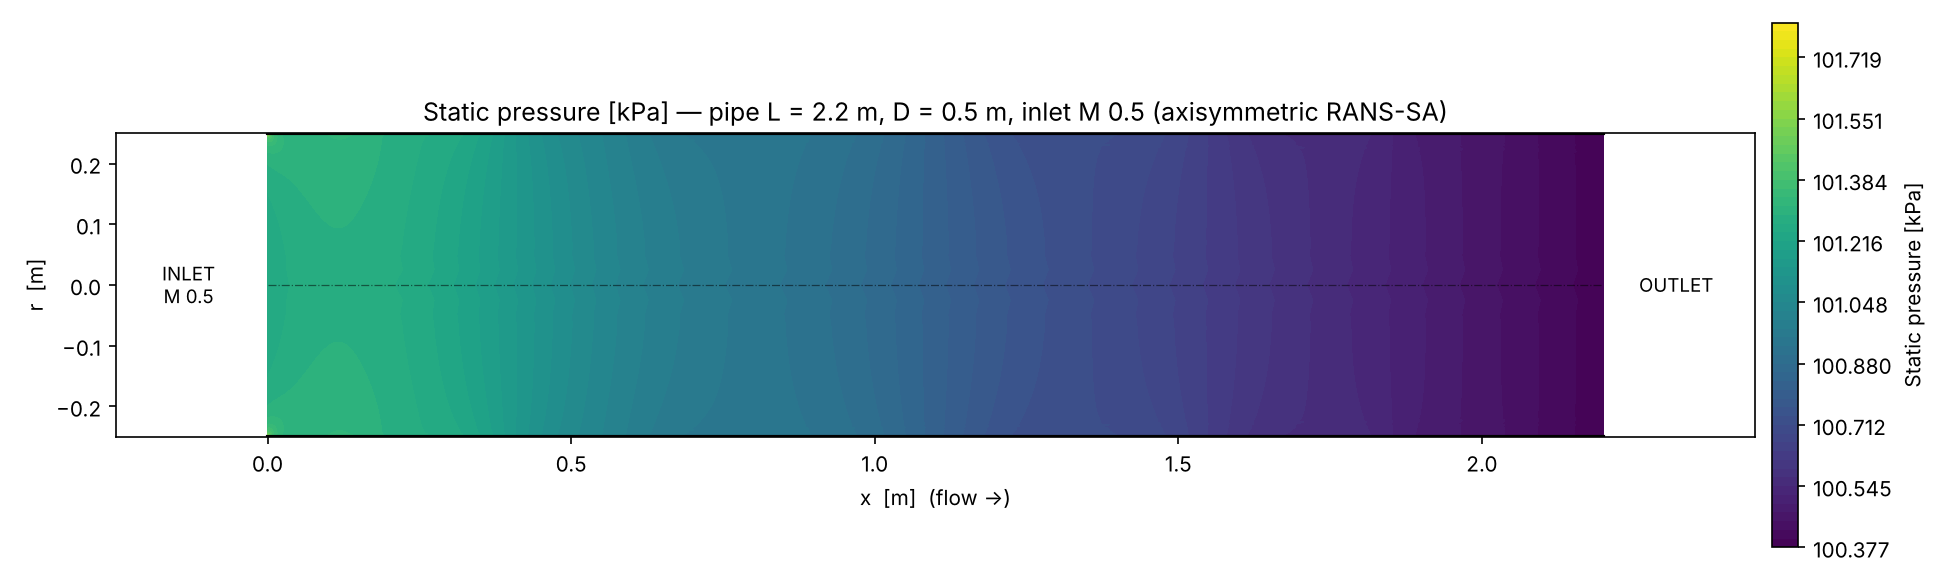 Static pressure [kPa] — pipe L = 2.2 m, D = 0.5 m, inlet M 0.5 (axisymmetric RANS-SA)
r [m]
0.2
0.1
0.0
−0.1
−0.2
INLET
M 0.5
OUTLET
0.0
0.5
1.0
1.5
2.0
x [m] (flow →)
101.719
101.551
101.384
101.216
101.048
100.880
100.712
100.545
100.377
Static pressure [kPa]